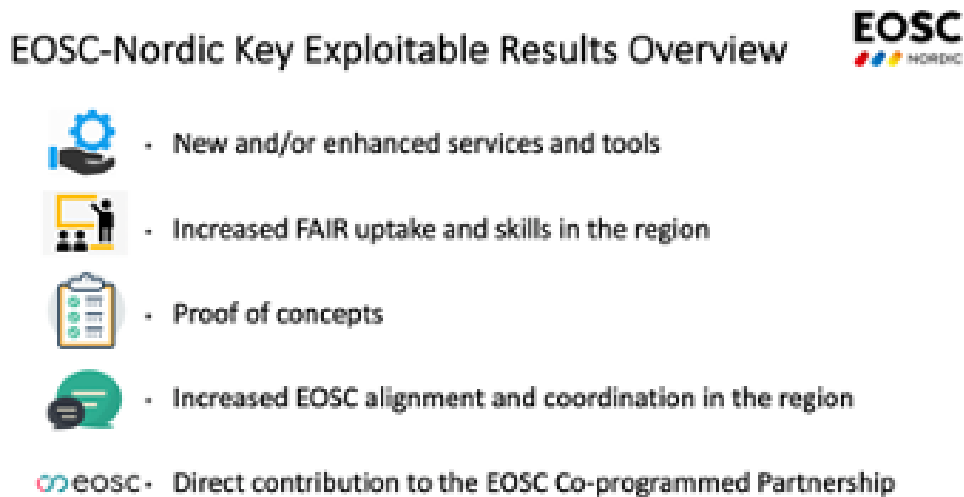 EOSC-Nordic Key Exploitable Results Overview
EOSC
NORDIC
• New and/or enhanced services and tools
• Increased FAIR uptake and skills in the region
• Proof of concepts
• Increased EOSC alignment and coordination in the region
eosc • Direct contribution to the EOSC Co-programmed Partnership